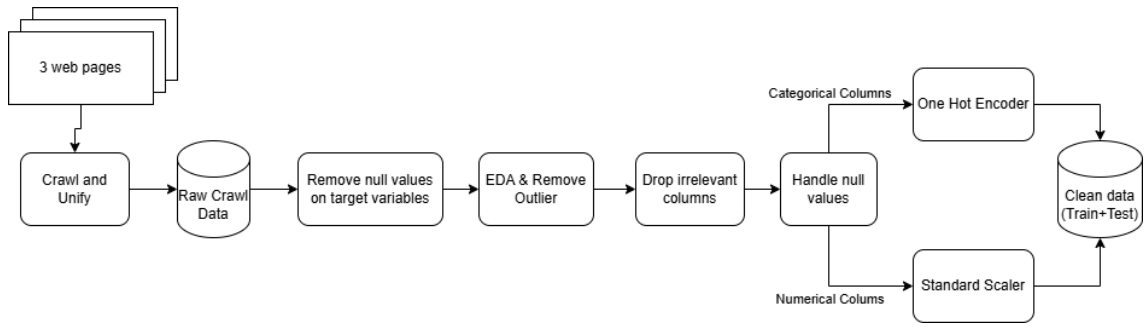 3 web pages
Crawl and
Unify
Raw Crawl
Data
Remove null values
on target variables
EDA & Remove
Outlier
Drop irrelevant
columns
Handle null
values
Categorical Columns
One Hot Encoder
Numerical Colums
Standard Scaler
Clean data
(Train+Test)